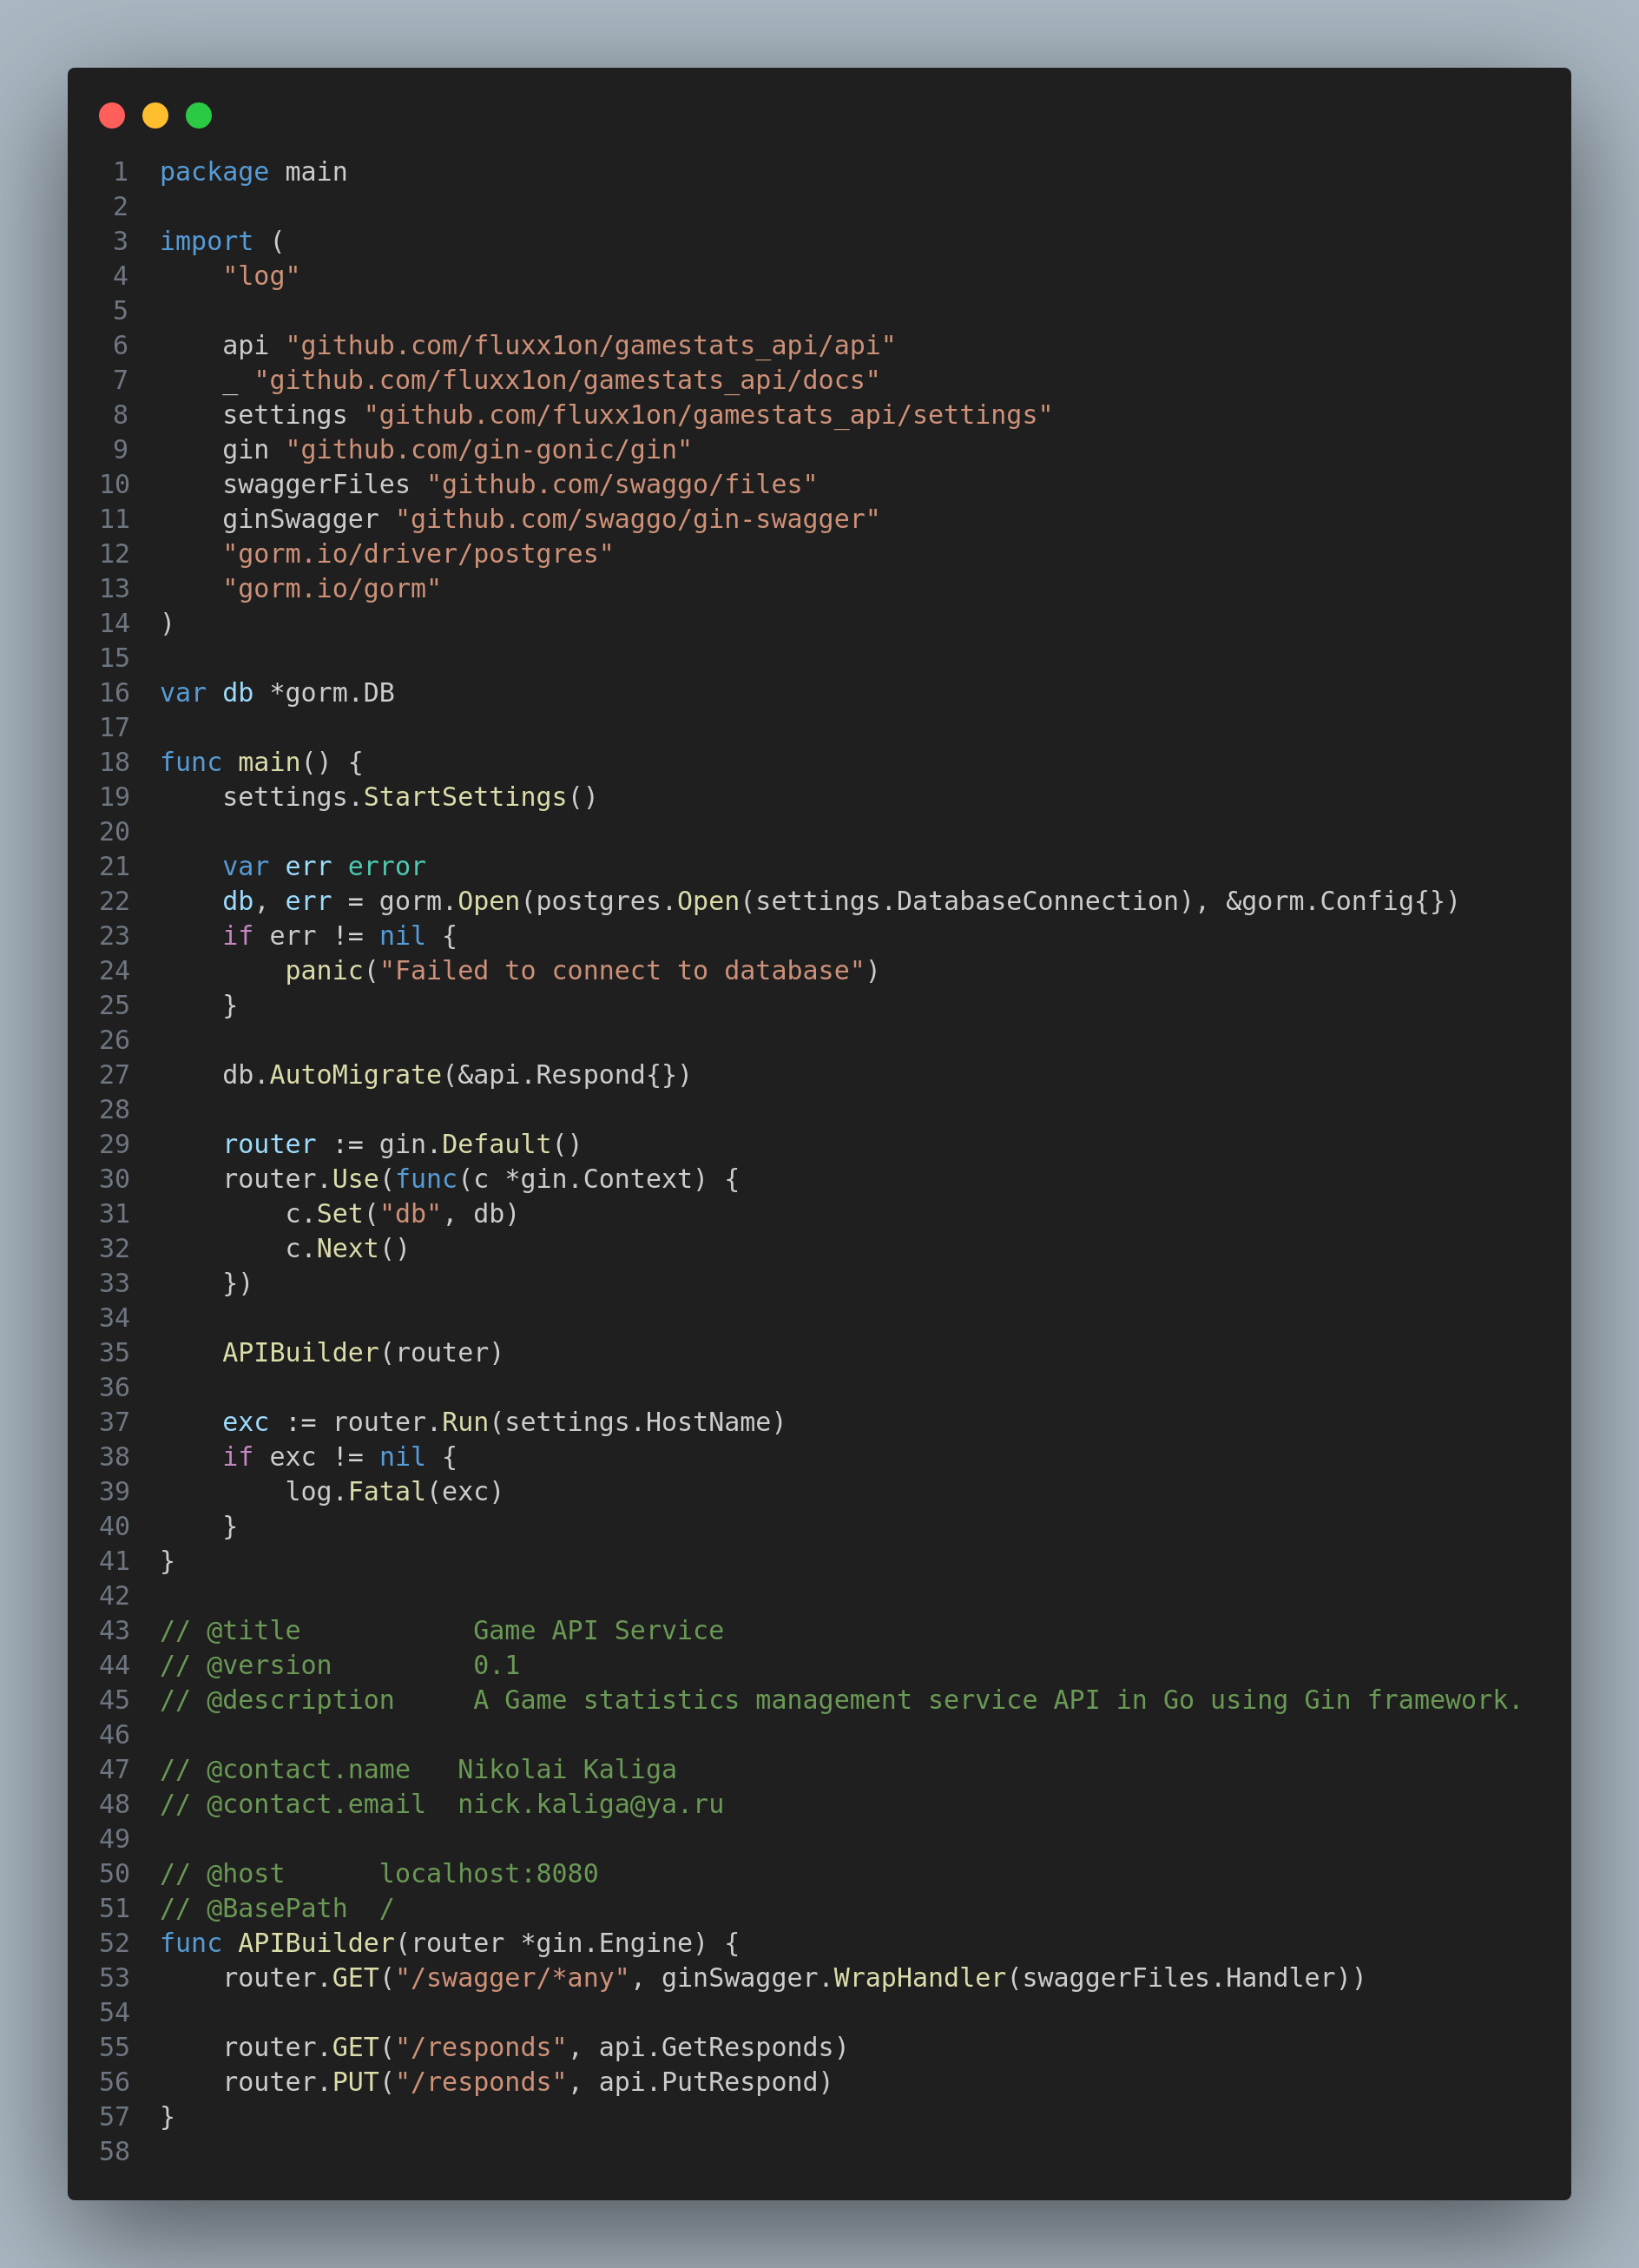 1 package main
2
3 import (
4     "log"
5
6     api "github.com/fluxx1on/gamestats_api/api"
7     _ "github.com/fluxx1on/gamestats_api/docs"
8     settings "github.com/fluxx1on/gamestats_api/settings"
9     gin "github.com/gin-gonic/gin"
10     swaggerFiles "github.com/swaggo/files"
11     ginSwagger "github.com/swaggo/gin-swagger"
12     "gorm.io/driver/postgres"
13     "gorm.io/gorm"
14 )
15
16 var db *gorm.DB
17
18 func main() {
19     settings.StartSettings()
20
21     var err error
22     db, err = gorm.Open(postgres.Open(settings.DatabaseConnection), &gorm.Config{})
23     if err != nil {
24         panic("Failed to connect to database")
25     }
26
27     db.AutoMigrate(&api.Respond{})
28
29     router := gin.Default()
30     router.Use(func(c *gin.Context) {
31         c.Set("db", db)
32         c.Next()
33     })
34
35     APIBuilder(router)
36
37     exc := router.Run(settings.HostName)
38     if exc != nil {
39         log.Fatal(exc)
40     }
41 }
42
43 // @title           Game API Service
44 // @version         0.1
45 // @description     A Game statistics management service API in Go using Gin framework.
46
47 // @contact.name   Nikolai Kaliga
48 // @contact.email  nick.kaliga@ya.ru
49
50 // @host      localhost:8080
51 // @BasePath  /
52 func APIBuilder(router *gin.Engine) {
53     router.GET("/swagger/*any", ginSwagger.WrapHandler(swaggerFiles.Handler))
54
55     router.GET("/responds", api.GetResponds)
56     router.PUT("/responds", api.PutRespond)
57 }
58